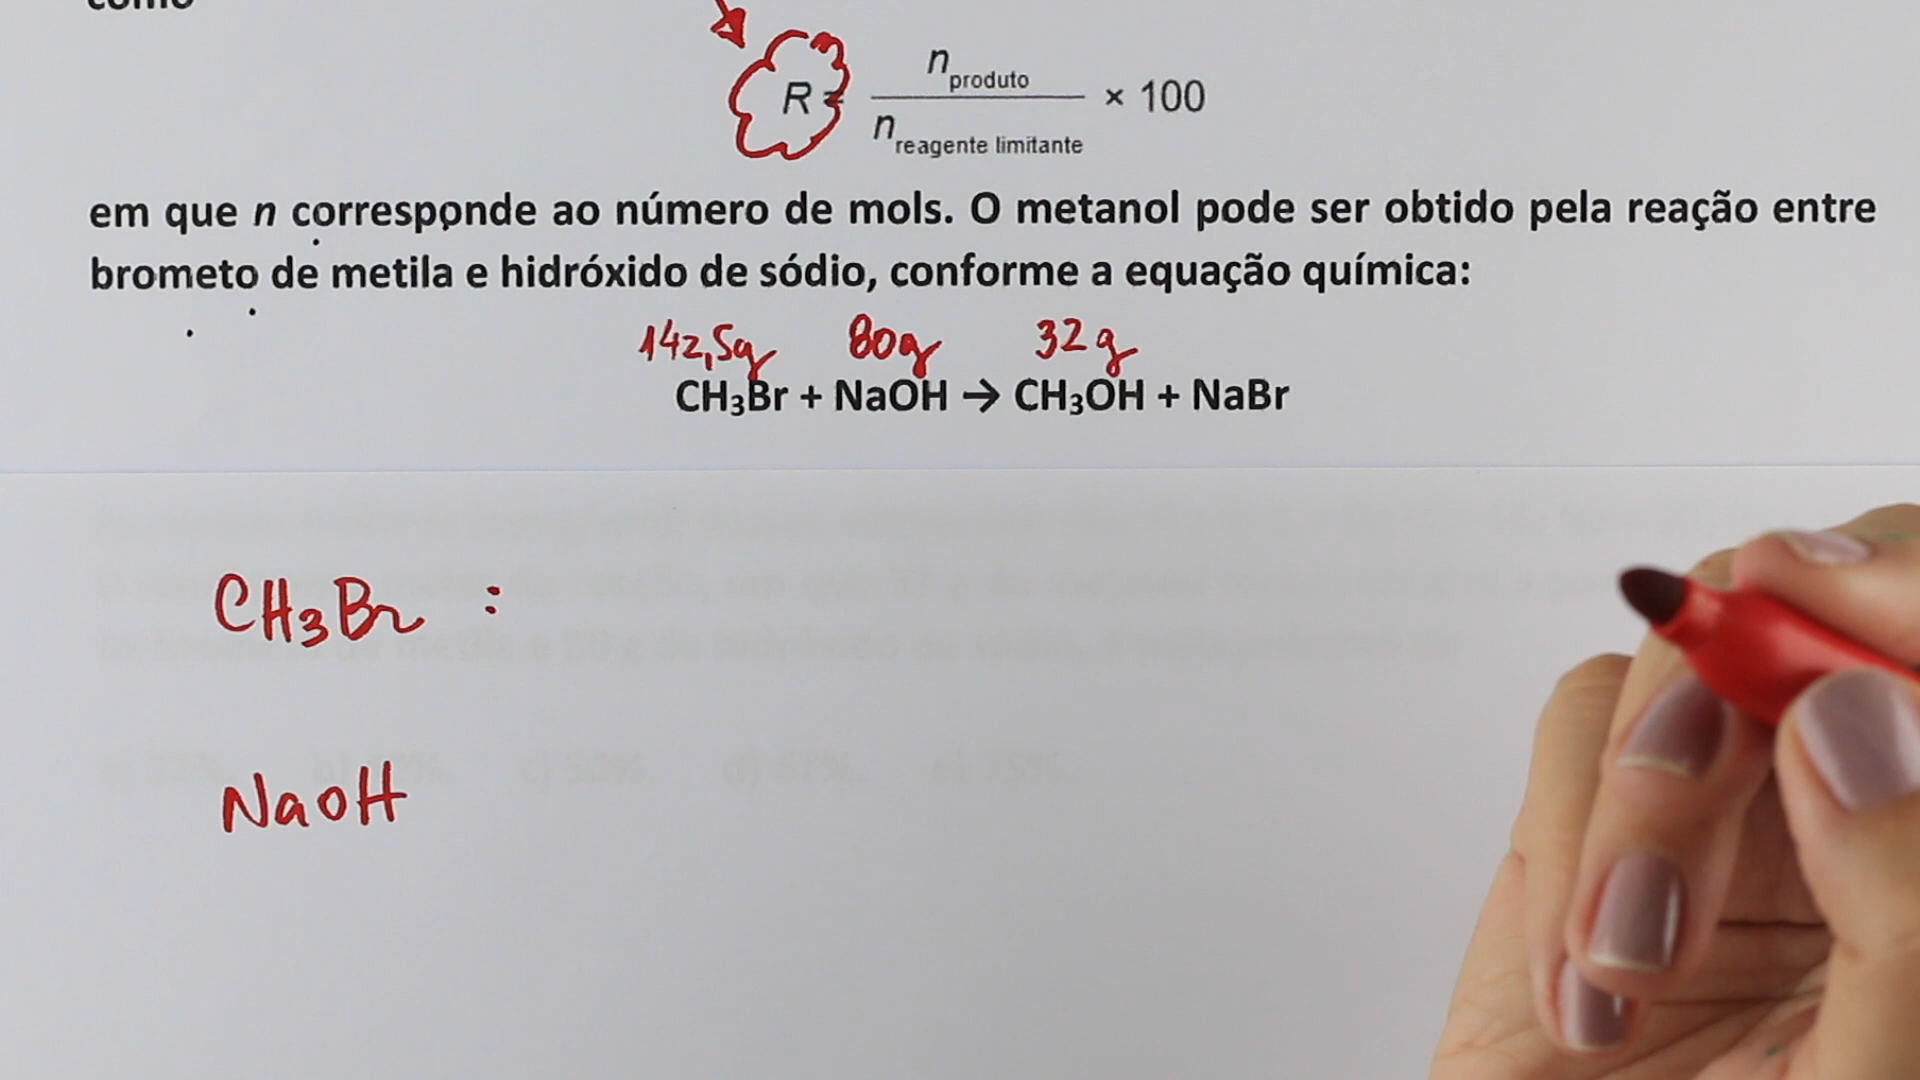 como
R = n produto / n reagente limitante × 100
em que n corresponde ao número de mols. O metanol pode ser obtido pela reação entre
brometo de metila e hidróxido de sódio, conforme a equação química:
142,5g 80g 32g
CH₃Br + NaOH → CH₃OH + NaBr
CH3Br :
NaOH